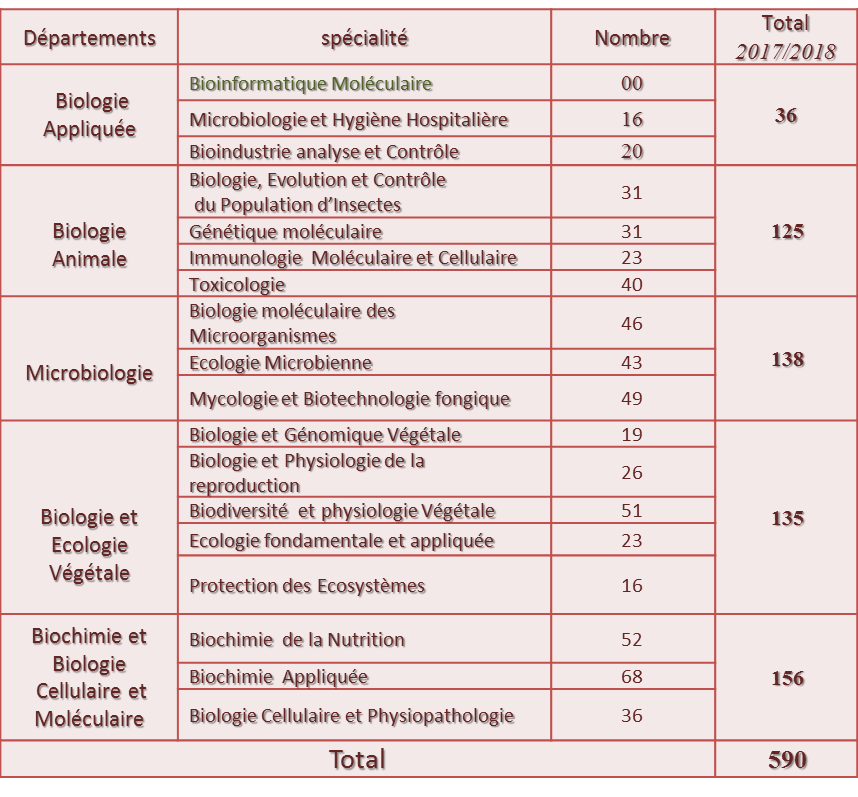 Départements spécialité Nombre Total
2017/2018
Biologie
Appliquée
Bioinformatique Moléculaire 00
Microbiologie et Hygiène Hospitalière 16
Bioindustrie analyse et Contrôle 20
36
Biologie
Animale
Biologie, Evolution et Contrôle
du Population d’Insectes 31
Génétique moléculaire 31
Immunologie Moléculaire et Cellulaire 23
Toxicologie 40
125
Microbiologie
Biologie moléculaire des
Microorganismes 46
Ecologie Microbienne 43
Mycologie et Biotechnologie fongique 49
138
Biologie et
Ecologie
Végétale
Biologie et Génomique Végétale 19
Biologie et Physiologie de la
reproduction 26
Biodiversité et physiologie Végétale 51
Ecologie fondamentale et appliquée 23
Protection des Ecosystèmes 16
135
Biochimie et
Biologie
Cellulaire et
Moléculaire
Biochimie de la Nutrition 52
Biochimie Appliquée 68
Biologie Cellulaire et Physiopathologie 36
156
Total 590